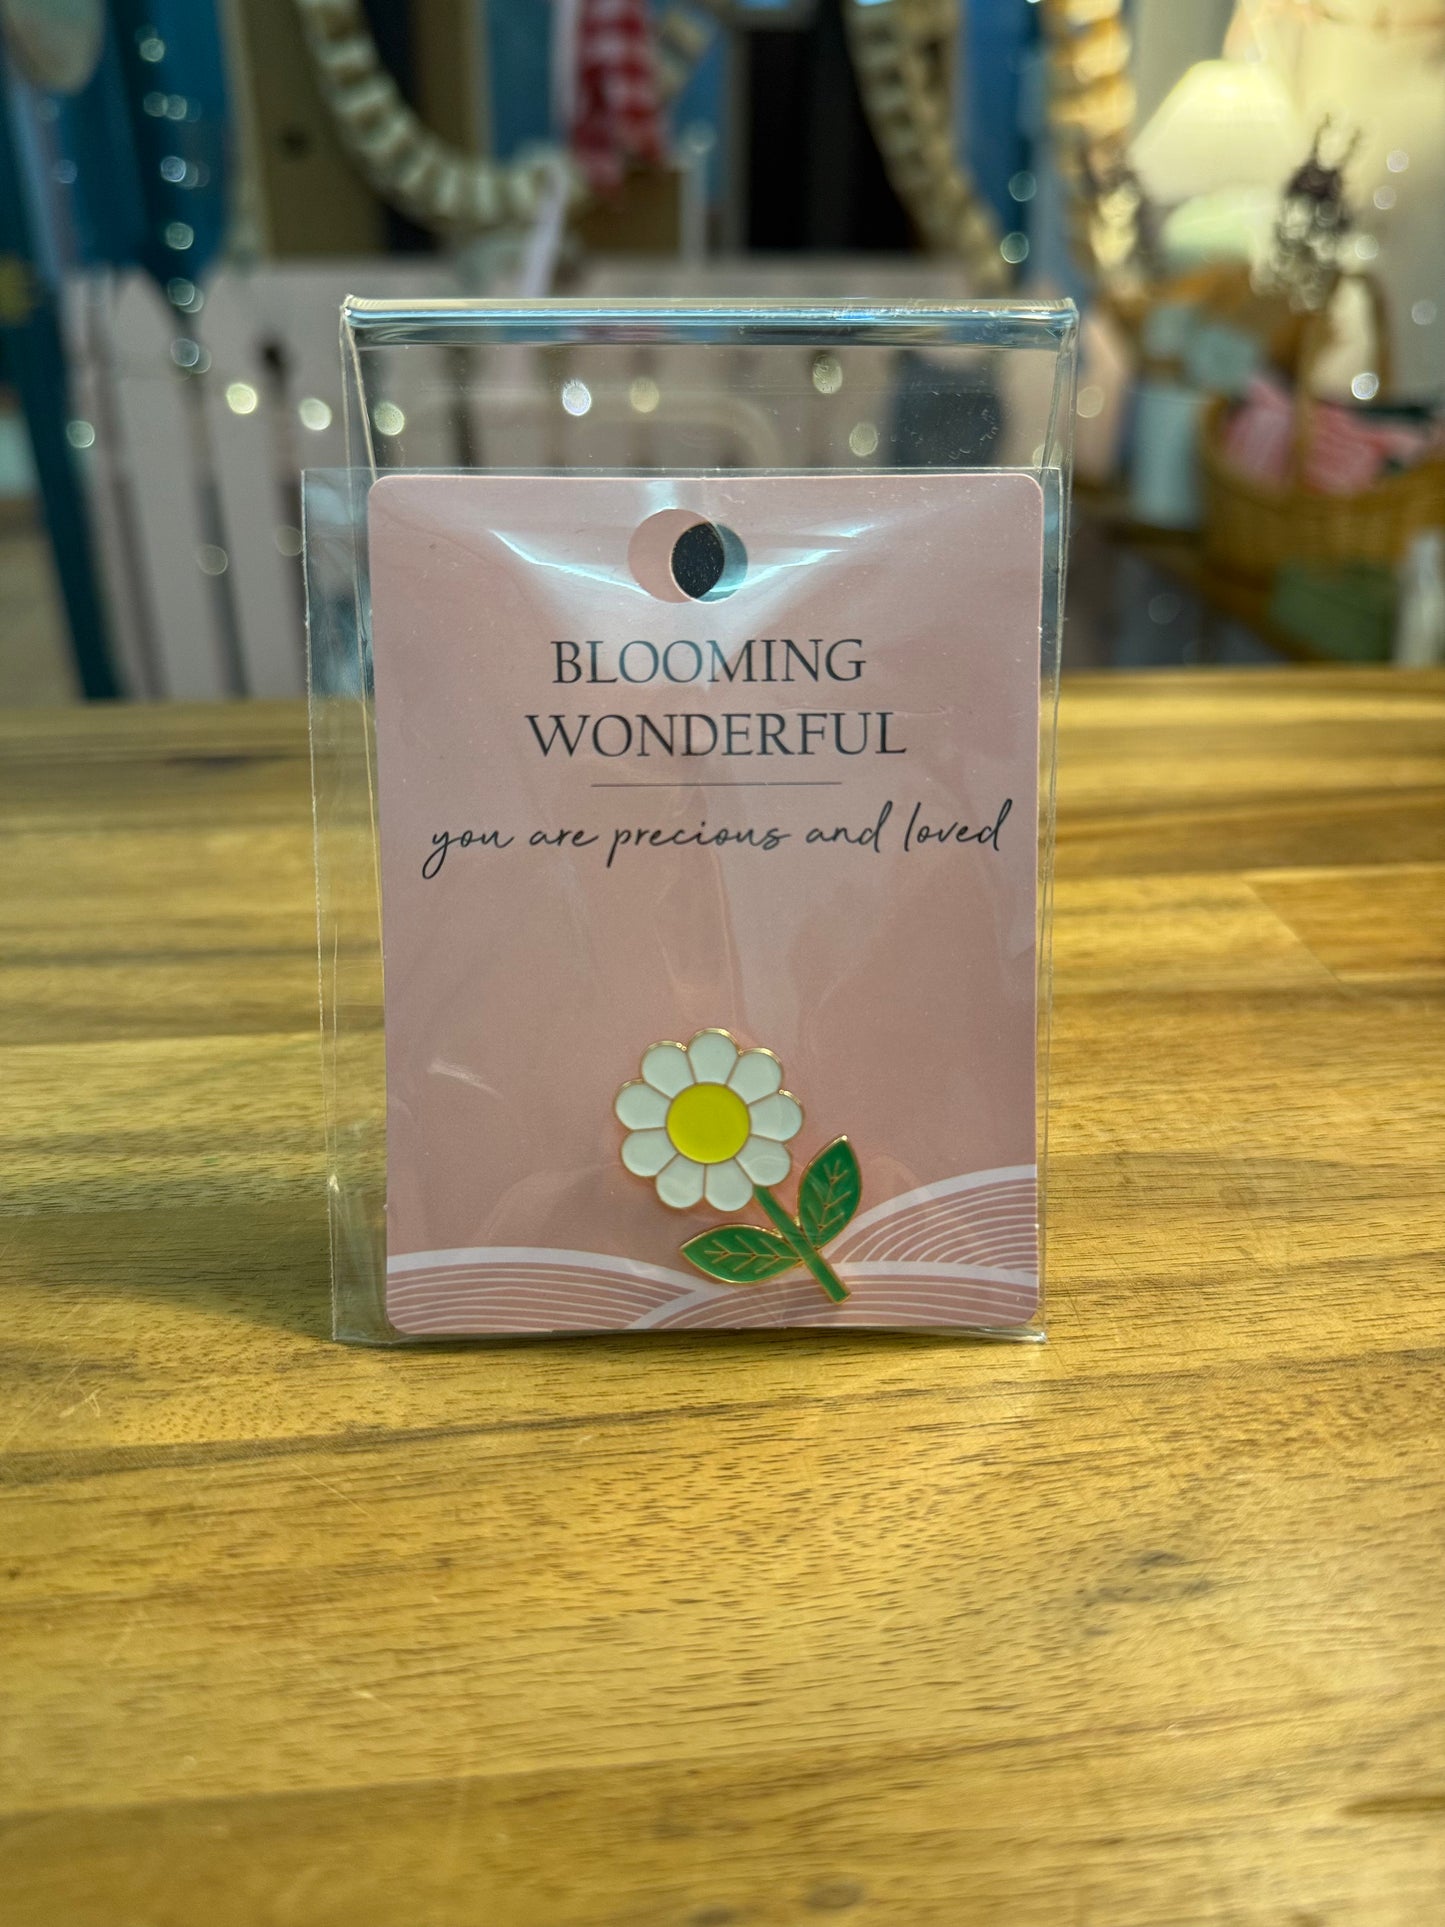 BLOOMING
WONDERFUL
you are precious and loved